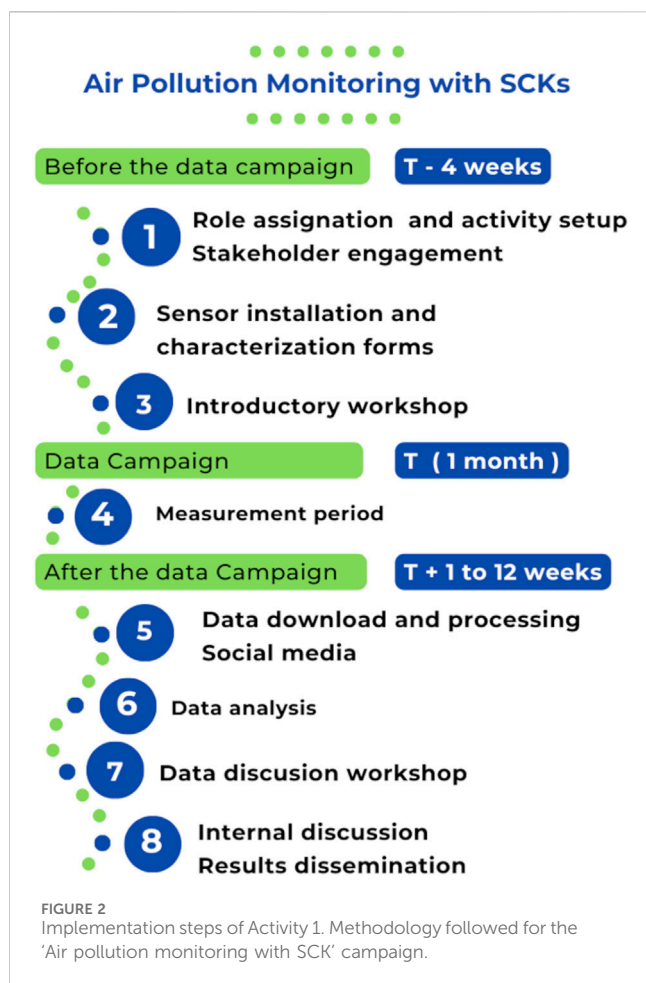 Air Pollution Monitoring with SCKs
Before the data campaign T - 4 weeks
1 Role assignation and activity setup
Stakeholder engagement
2 Sensor installation and
characterization forms
3 Introductory workshop
Data Campaign T ( 1 month )
4 Measurement period
After the data Campaign T + 1 to 12 weeks
5 Data download and processing
Social media
6 Data analysis
7 Data discusion workshop
8 Internal discussion
Results dissemination
FIGURE 2
Implementation steps of Activity 1. Methodology followed for the
‘Air pollution monitoring with SCK’ campaign.